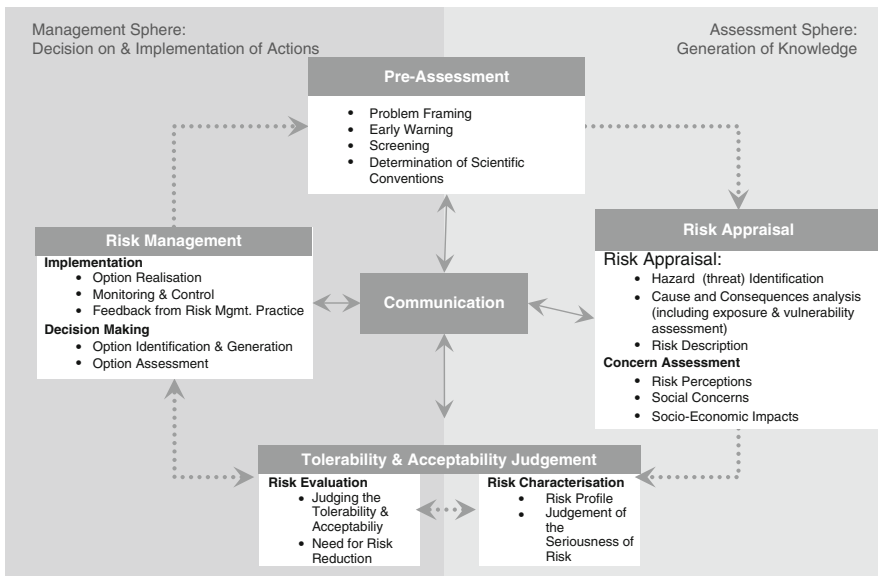 Management Sphere:
Decision on & Implementation of Actions
Assessment Sphere:
Generation of Knowledge
Pre-Assessment
• Problem Framing
• Early Warning
• Screening
• Determination of Scientific
Conventions
Risk Management
Implementation
• Option Realisation
• Monitoring & Control
• Feedback from Risk Mgmt. Practice
Decision Making
• Option Identification & Generation
• Option Assessment
Communication
Risk Appraisal
Risk Appraisal:
• Hazard (threat) Identification
• Cause and Consequences analysis
(including exposure & vulnerability
assessment)
• Risk Description
Concern Assessment
• Risk Perceptions
• Social Concerns
• Socio-Economic Impacts
Tolerability & Acceptability Judgement
Risk Evaluation
• Judging the
Tolerability &
Acceptabiliy
• Need for Risk
Reduction
Risk Characterisation
• Risk Profile
• Judgement of
the
Seriousness of
Risk